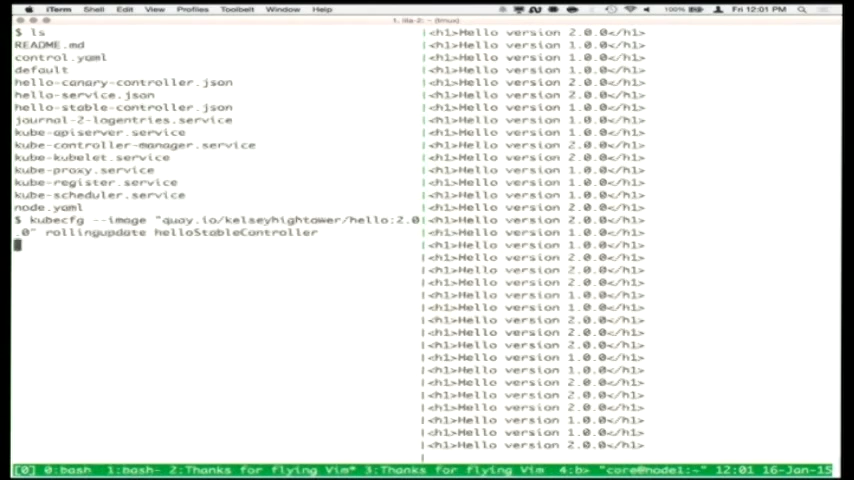 iTerm Shell Edit View Profiles Toolbelt Window Help 100% Fri 12:01 PM
$ ls
README.md
control.yaml
default
hello-canary-controller.json
hello-service.json
hello-stable-controller.json
journal-2-logentries.service
kube-apiserver.service
kube-controller-manager.service
kube-kubelet.service
kube-proxy.service
kube-register.service
kube-scheduler.service
node.yaml
$ kubecfg --image "quay.io/kelseyhightower/hello:2.0
.0" rollingupdate helloStableController
<h1>Hello version 2.0.0</h1>
<h1>Hello version 1.0.0</h1>
<h1>Hello version 1.0.0</h1>
<h1>Hello version 1.0.0</h1>
<h1>Hello version 2.0.0</h1>
<h1>Hello version 2.0.0</h1>
<h1>Hello version 1.0.0</h1>
<h1>Hello version 2.0.0</h1>
<h1>Hello version 1.0.0</h1>
<h1>Hello version 1.0.0</h1>
<h1>Hello version 2.0.0</h1>
<h1>Hello version 1.0.0</h1>
<h1>Hello version 1.0.0</h1>
<h1>Hello version 1.0.0</h1>
<h1>Hello version 2.0.0</h1>
<h1>Hello version 2.0.0</h1>
<h1>Hello version 1.0.0</h1>
<h1>Hello version 1.0.0</h1>
<h1>Hello version 2.0.0</h1>
<h1>Hello version 2.0.0</h1>
<h1>Hello version 2.0.0</h1>
<h1>Hello version 1.0.0</h1>
<h1>Hello version 1.0.0</h1>
<h1>Hello version 2.0.0</h1>
<h1>Hello version 2.0.0</h1>
<h1>Hello version 2.0.0</h1>
<h1>Hello version 1.0.0</h1>
<h1>Hello version 1.0.0</h1>
<h1>Hello version 2.0.0</h1>
<h1>Hello version 2.0.0</h1>
<h1>Hello version 1.0.0</h1>
<h1>Hello version 1.0.0</h1>
<h1>Hello version 1.0.0</h1>
<h1>Hello version 2.0.0</h1>
[0] 0:bash 1:bash- 2:Thanks for flying Vim* 3:Thanks for flying Vim 4:b> "core@node1:~" 12:01 16-Jan-15